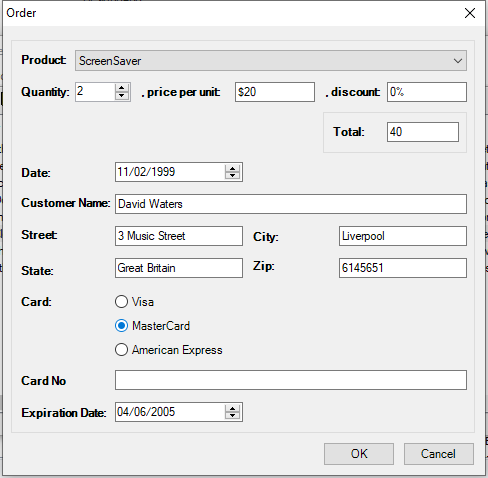 Order
Product: ScreenSaver
Quantity: 2 , price per unit: $20 , discount: 0%
Total: 40
Date: 11/02/1999
Customer Name: David Waters
Street: 3 Music Street City: Liverpool
State: Great Britain Zip: 6145651
Card: Visa
MasterCard
American Express
Card No
Expiration Date: 04/06/2005
OK Cancel